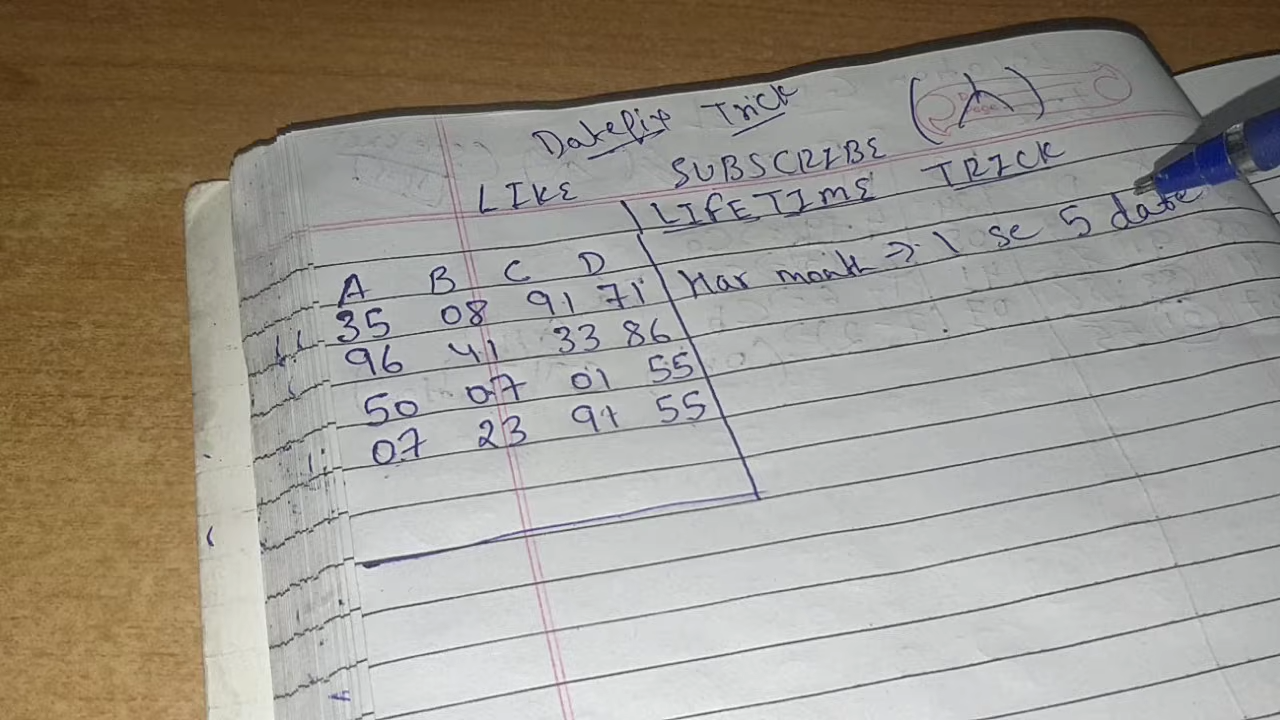 Datefix Trick
LIKE SUBSCRIBE
LIFETIME TRICK
Har month → 1 se 5 date
A B C D
35 08 91 71
96 41 33 86
50 07 01 55
07 23 91 55